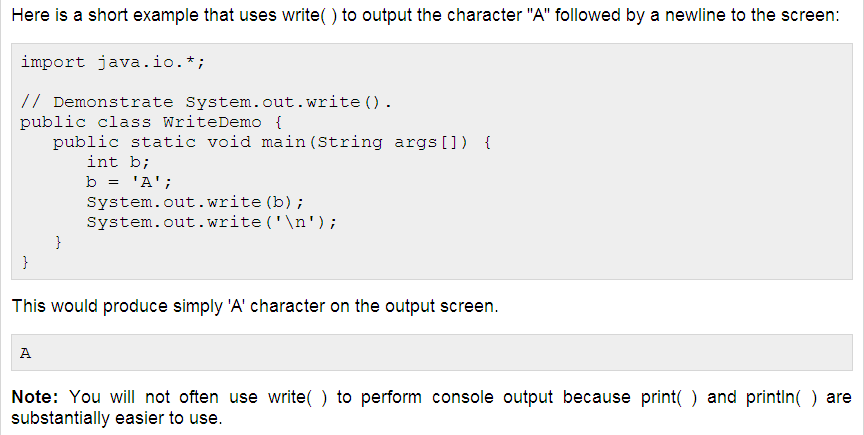 Here is a short example that uses write( ) to output the character "A" followed by a newline to the screen:
import java.io.*;
// Demonstrate System.out.write().
public class WriteDemo {
   public static void main(String args[]) {
      int b;
      b = 'A';
      System.out.write(b);
      System.out.write('\n');
   }
}
This would produce simply 'A' character on the output screen.
A
Note: You will not often use write( ) to perform console output because print( ) and println( ) are
substantially easier to use.